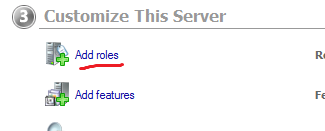 3 Customize This Server
Add roles
Add features